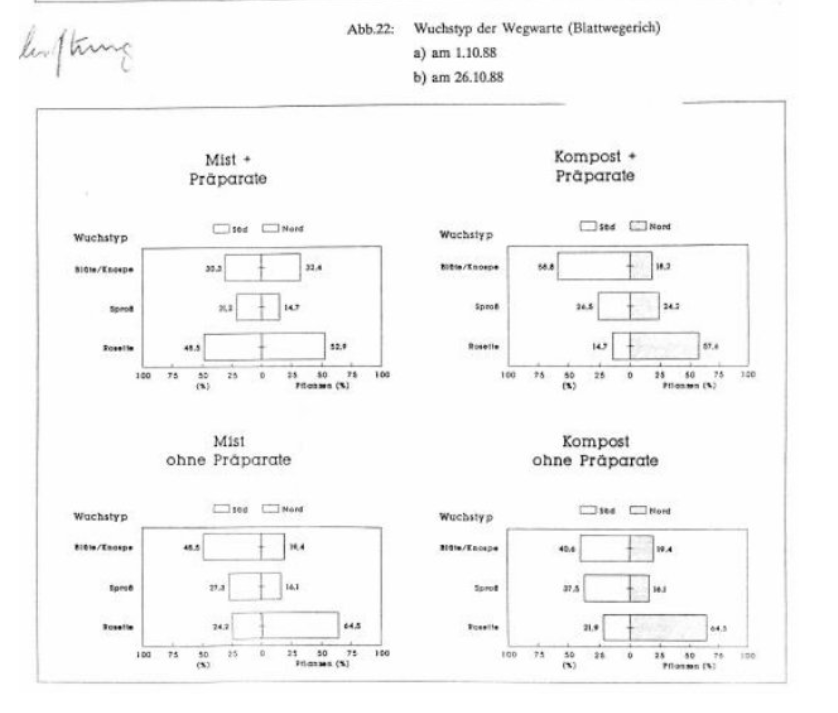 Abb.22: Wuchstyp der Wegwarte (Blattwegerich)
a) am 1.10.88
b) am 26.10.88
Mist +
Präparate
Süd Nord
Wuchstyp
Blüte/Knospe 30,3 32,4
Sproß 21,2 14,7
Rosette 48,5 52,9
100 75 50 25 0 25 50 75 100
(%) Pflanzen (%)
Kompost +
Präparate
Süd Nord
Wuchstyp
Blüte/Knospe 58,8 18,2
Sproß 26,5 24,2
Rosette 14,7 57,6
100 75 50 25 0 25 50 75 100
(%) Pflanzen (%)
Mist
ohne Präparate
Süd Nord
Wuchstyp
Blüte/Knospe 48,5 19,4
Sproß 27,3 16,1
Rosette 24,2 64,5
100 75 50 25 0 25 50 75 100
(%) Pflanzen (%)
Kompost
ohne Präparate
Süd Nord
Wuchstyp
Blüte/Knospe 40,6 19,4
Sproß 37,5 16,1
Rosette 21,9 64,5
100 75 50 25 0 25 50 75 100
(%) Pflanzen (%)